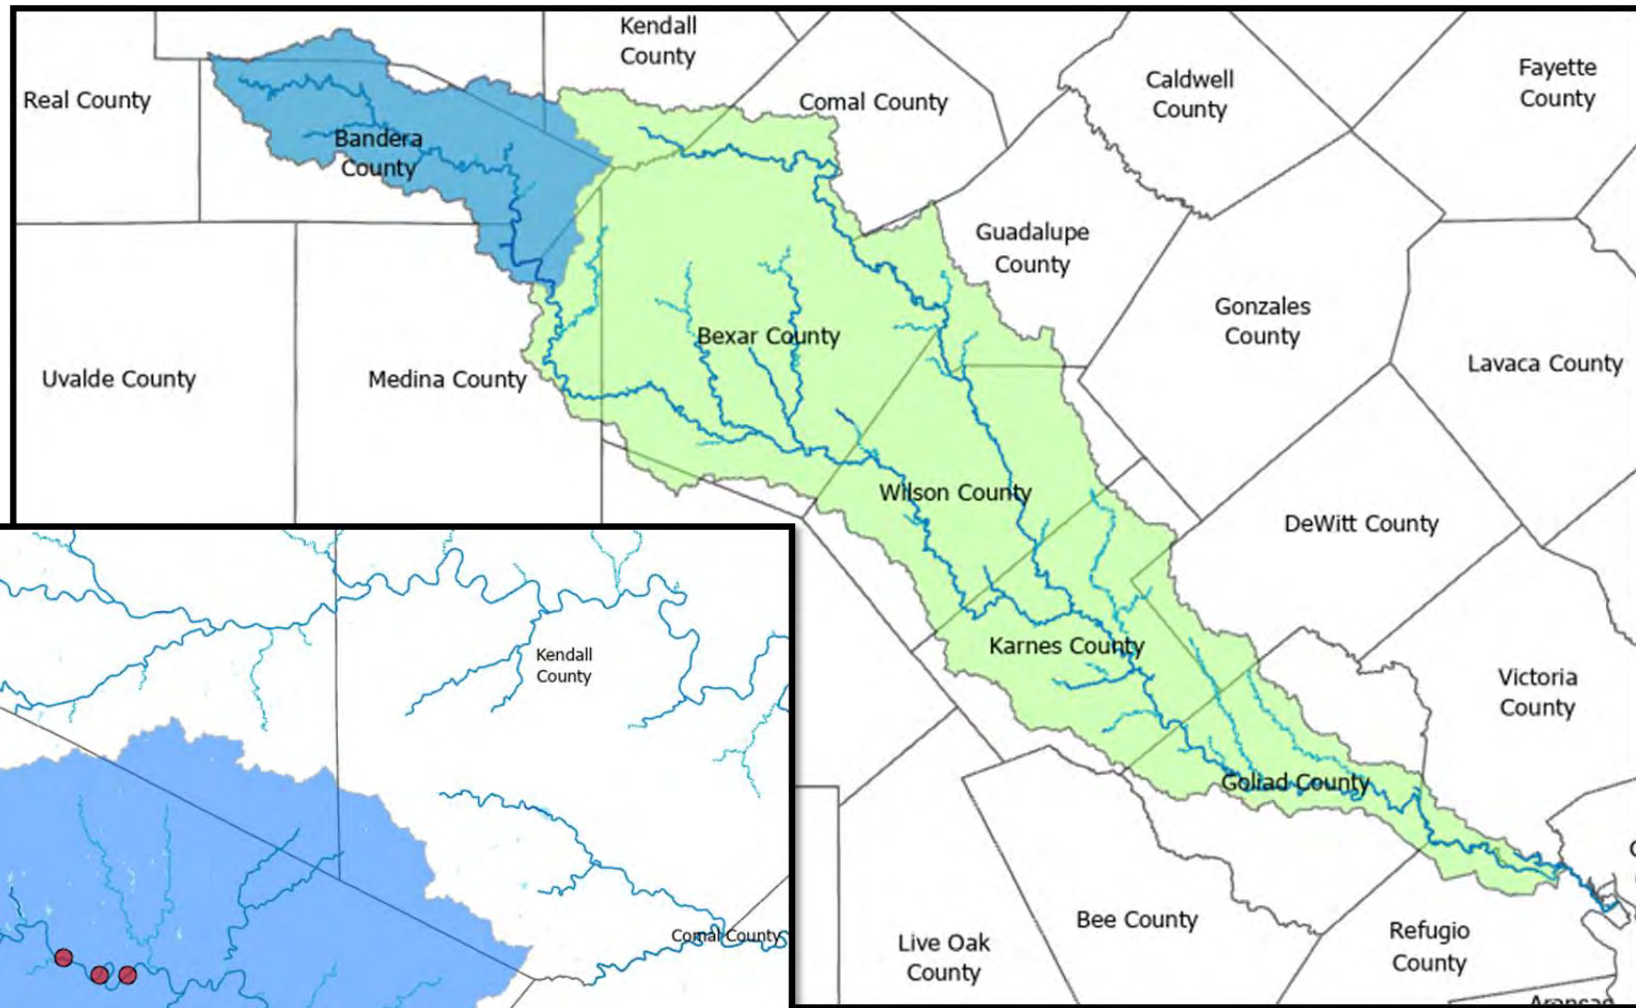 Kendall
County
Real County
Comal County
Caldwell
County
Fayette
County
Bandera
County
Guadalupe
County
Gonzales
County
Bexar County
Lavaca County
Uvalde County
Medina County
Wilson County
DeWitt County
Karnes County
Victoria
County
Goliad County
Bee County
Live Oak
County
Refugio
County
Kendall
County
Comal County